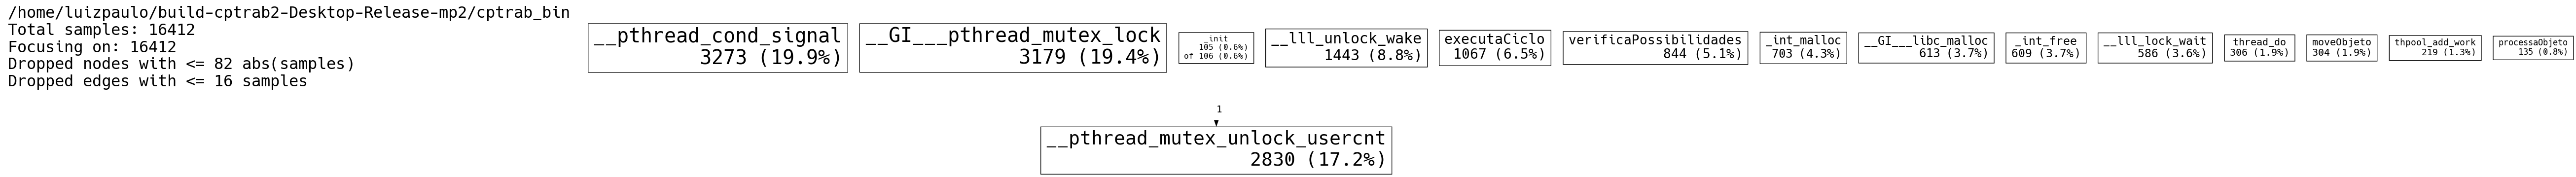 /home/luizpaulo/build-cptrab2-Desktop-Release-mp2/cptrab_bin
Total samples: 16412
Focusing on: 16412
Dropped nodes with <= 82 abs(samples)
Dropped edges with <= 16 samples
__pthread_cond_signal
3273 (19.9%)
__GI___pthread_mutex_lock
3179 (19.4%)
_init
105 (0.6%)
of 106 (0.6%)
__lll_unlock_wake
1443 (8.8%)
executaCiclo
1067 (6.5%)
verificaPossibilidades
844 (5.1%)
_int_malloc
703 (4.3%)
__GI___libc_malloc
613 (3.7%)
_int_free
609 (3.7%)
__lll_lock_wait
586 (3.6%)
thread_do
306 (1.9%)
moveObjeto
304 (1.9%)
thpool_add_work
219 (1.3%)
processaObjeto
135 (0.8%)
1
__pthread_mutex_unlock_usercnt
2830 (17.2%)